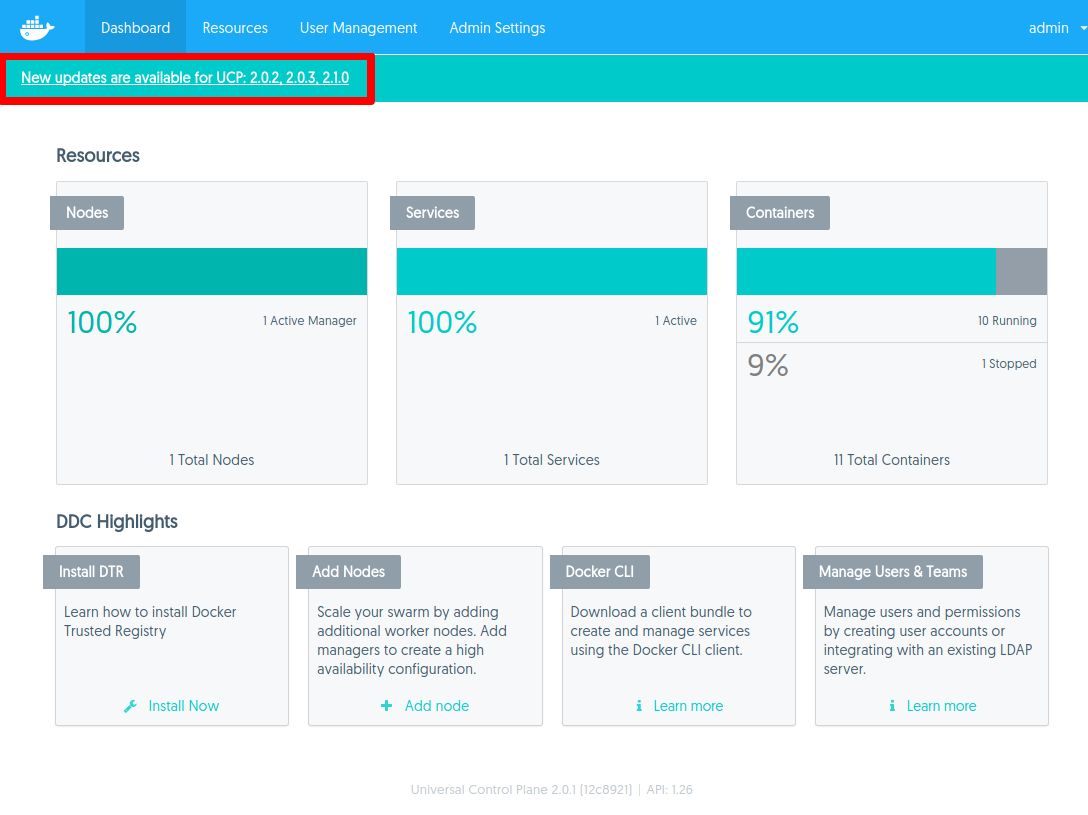 Dashboard Resources User Management Admin Settings admin
New updates are available for UCP: 2.0.2, 2.0.3, 2.1.0
Resources
Nodes
100% 1 Active Manager
1 Total Nodes
Services
100% 1 Active
1 Total Services
Containers
91% 10 Running
9% 1 Stopped
11 Total Containers
DDC Highlights
Install DTR
Learn how to install Docker
Trusted Registry
Install Now
Add Nodes
Scale your swarm by adding
additional worker nodes. Add
managers to create a high
availability configuration.
Add node
Docker CLI
Download a client bundle to
create and manage services
using the Docker CLI client.
Learn more
Manage Users & Teams
Manage users and permissions
by creating user accounts or
integrating with an existing LDAP
server.
Learn more
Universal Control Plane 2.0.1 (12c8921) | API: 1.26